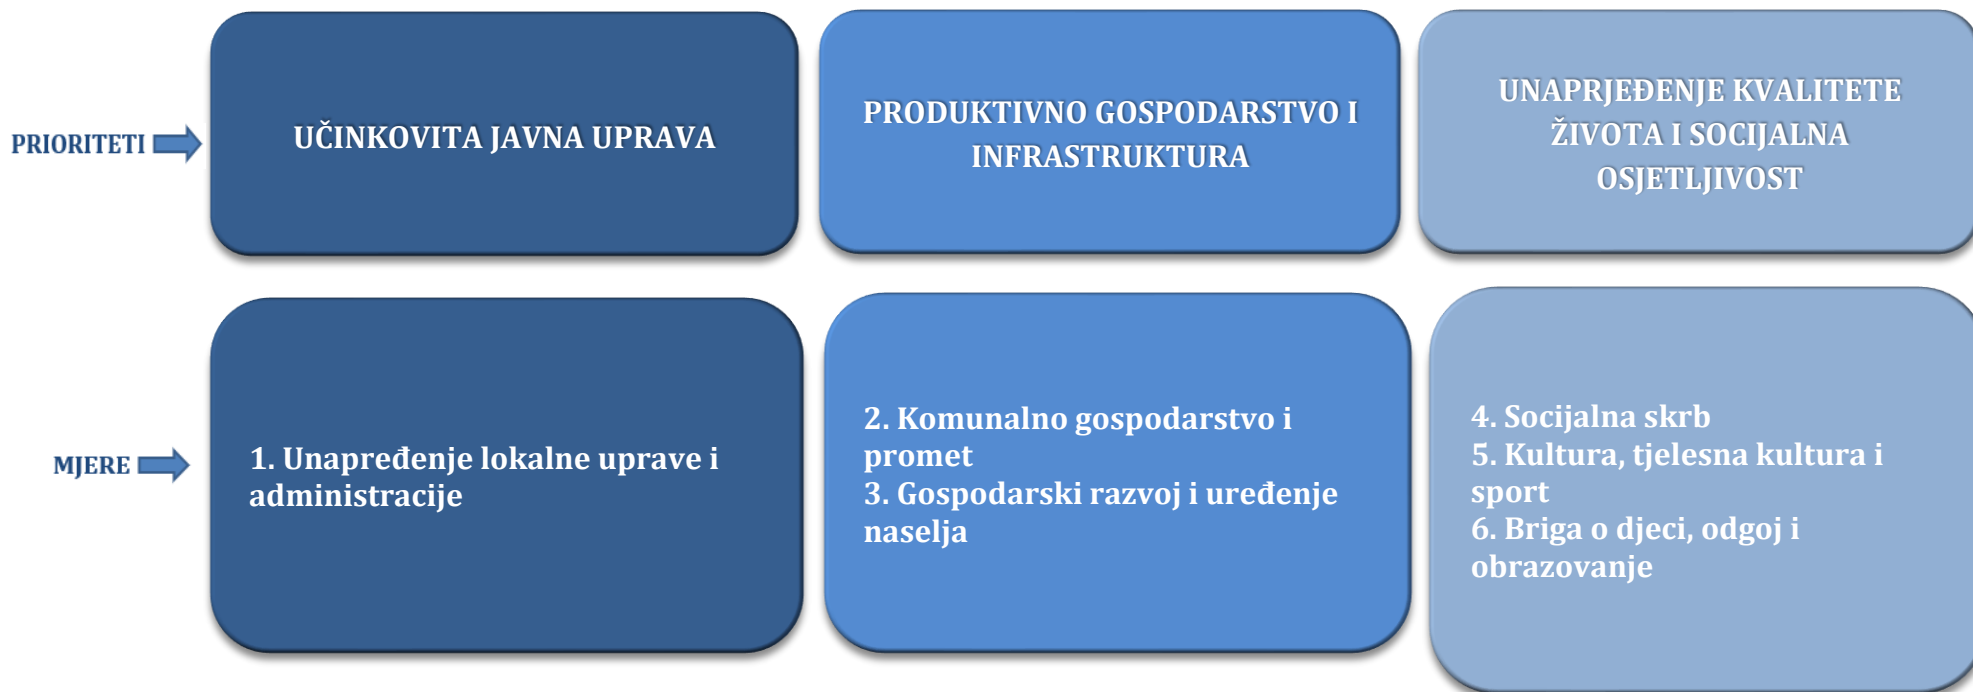 PRIORITETI
UČINKOVITA JAVNA UPRAVA
PRODUKTIVNO GOSPODARSTVO I
INFRASTRUKTURA
UNAPRJEĐENJE KVALITETE
ŽIVOTA I SOCIJALNA
OSJETLJIVOST
MJERE
1. Unapređenje lokalne uprave i
administracije
2. Komunalno gospodarstvo i
promet
3. Gospodarski razvoj i uređenje
naselja
4. Socijalna skrb
5. Kultura, tjelesna kultura i
sport
6. Briga o djeci, odgoj i
obrazovanje